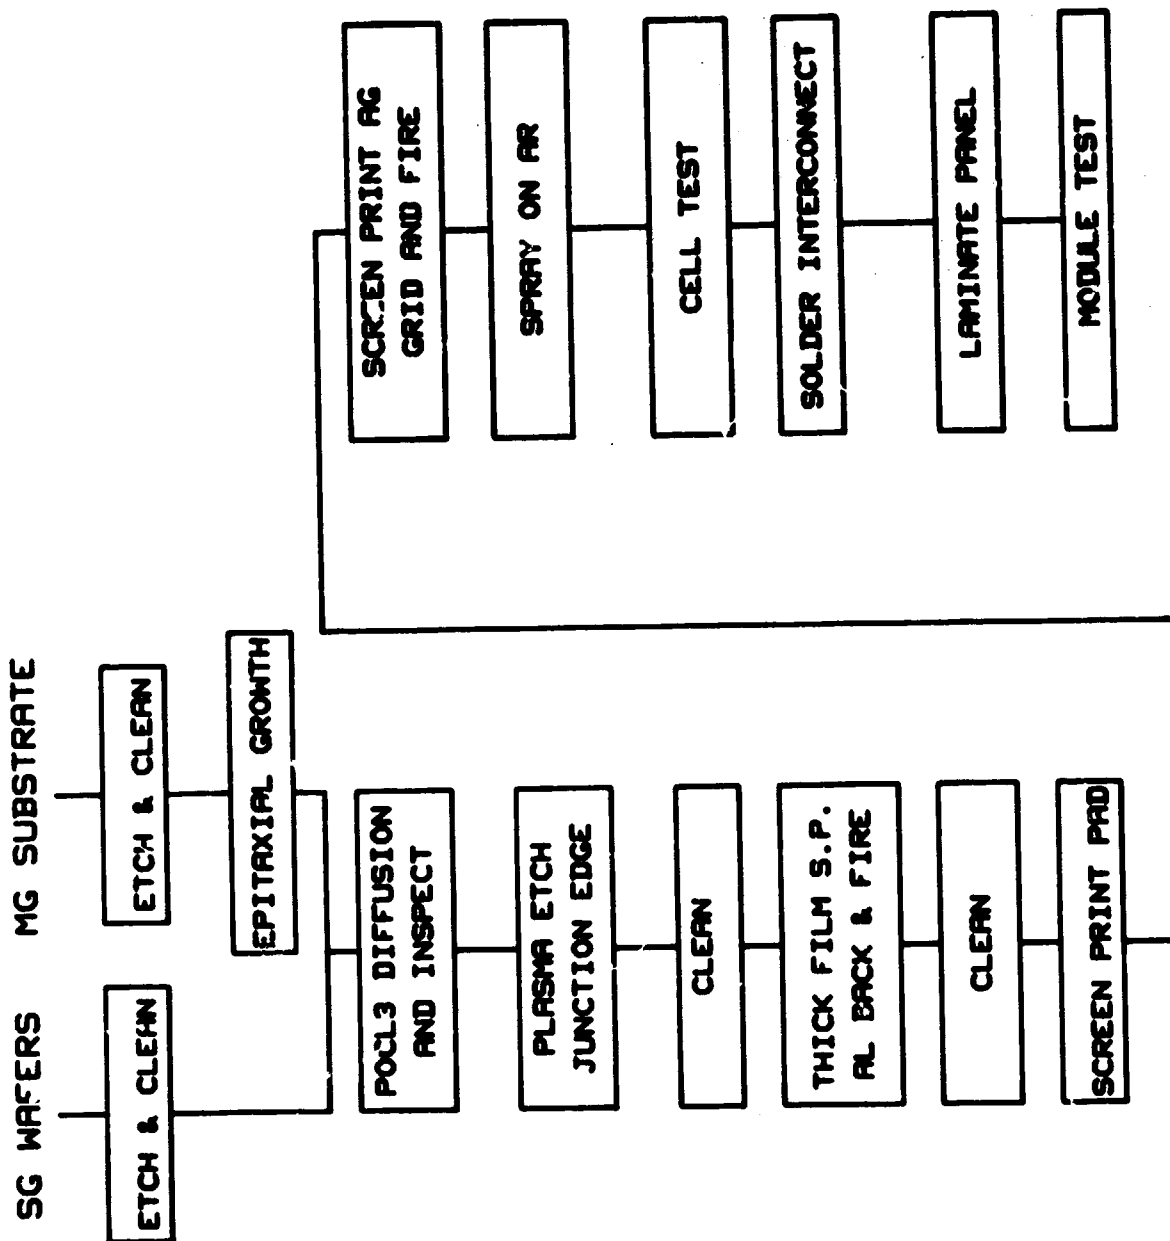 SG WAFERS
MG SUBSTRATE
ETCH & CLEAN
ETCH & CLEAN
EPITAXIAL GROWTH
POCL3 DIFFUSION
AND INSPECT
PLASMA ETCH
JUNCTION EDGE
CLEAN
THICK FILM S.P.
AL BACK & FIRE
CLEAN
SCREEN PRINT PAD
SCREEN PRINT AG
GRID AND FIRE
SPRAY ON AR
CELL TEST
SOLDER INTERCONNECT
LAMINATE PANEL
MODULE TEST